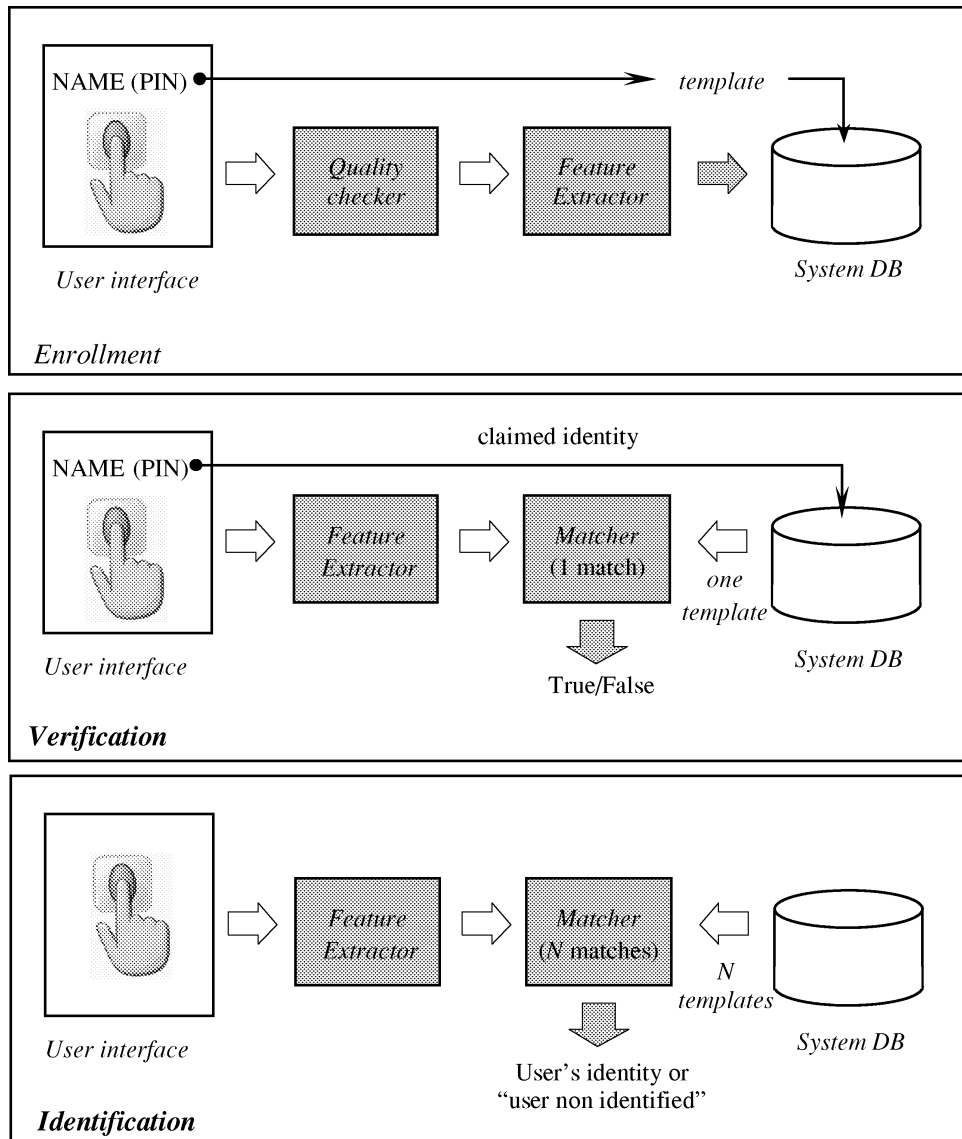 NAME (PIN)
template
Quality
checker
Feature
Extractor
User interface
System DB
Enrollment
claimed identity
NAME (PIN)
Feature
Extractor
Matcher
(1 match)
one
template
User interface
True/False
System DB
Verification
Feature
Extractor
Matcher
(N matches)
N
templates
User interface
System DB
User's identity or
“user non identified”
Identification